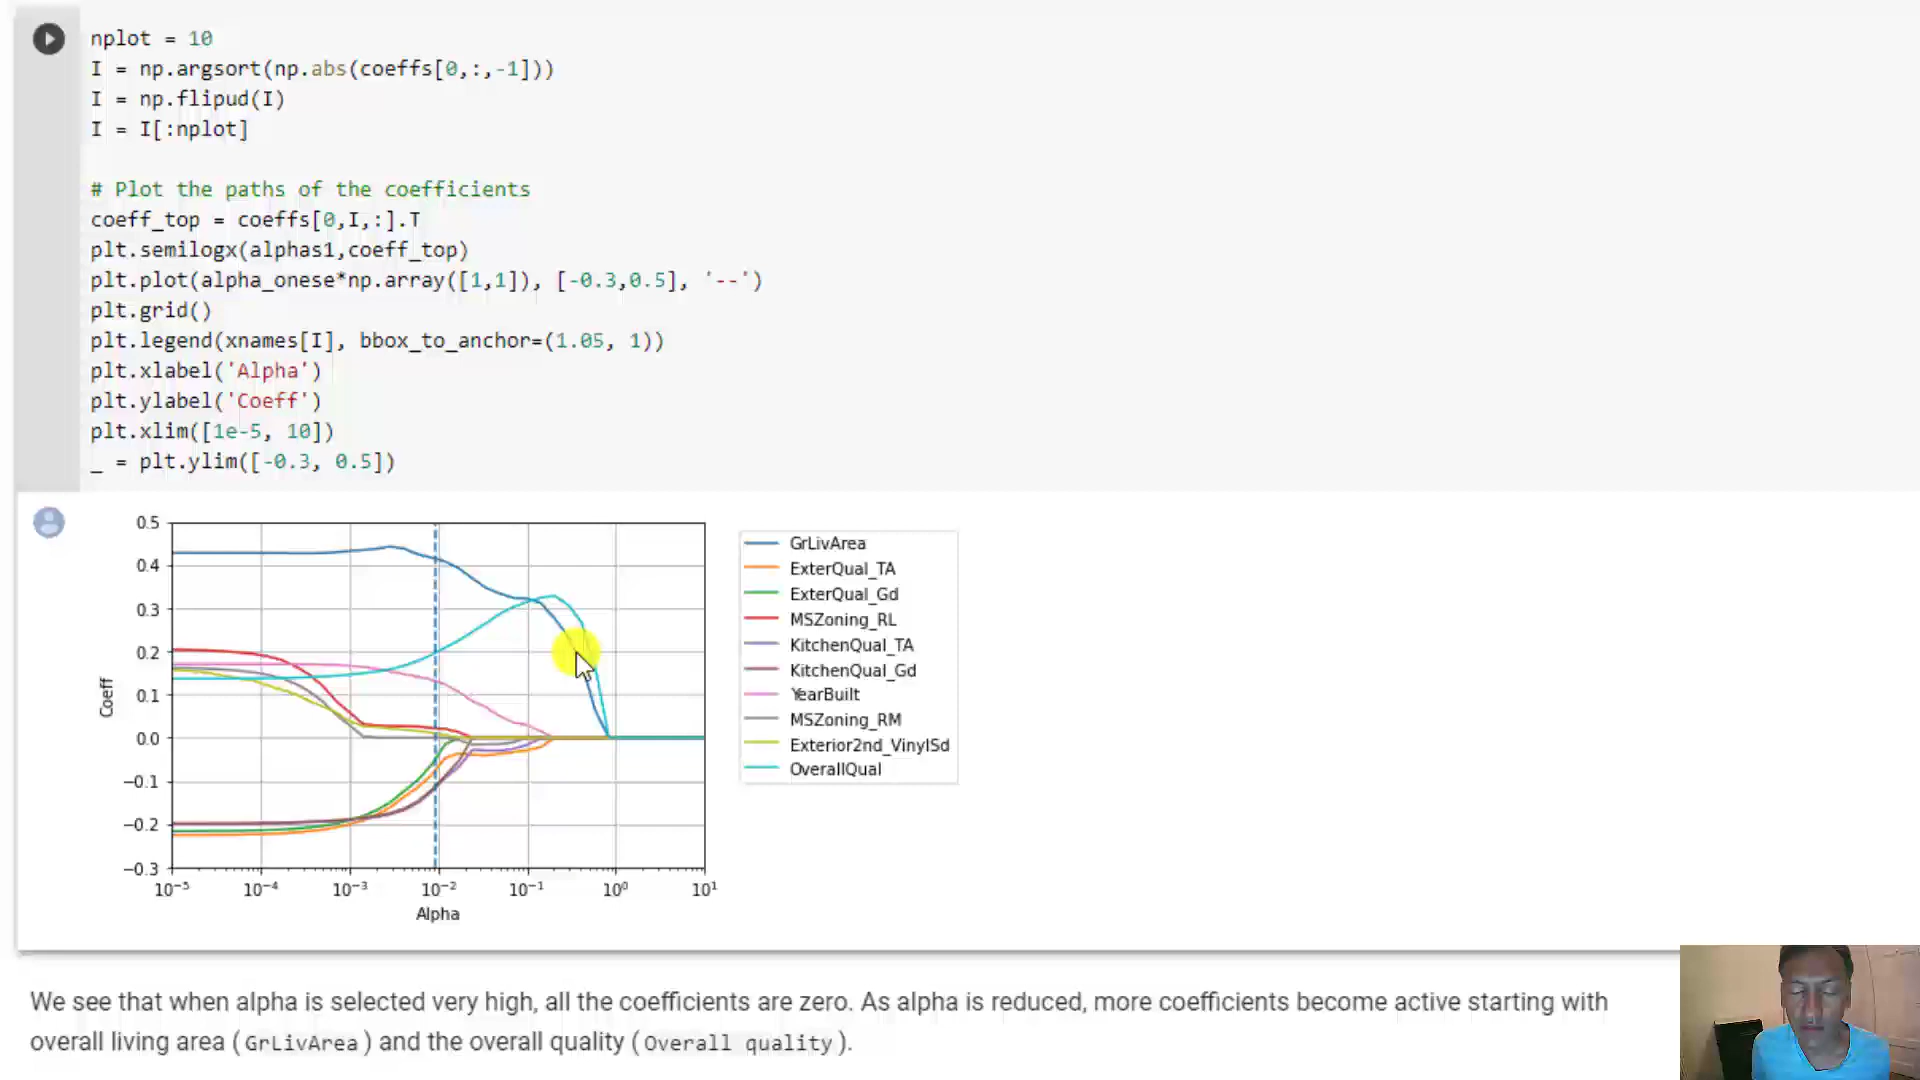 nplot = 10
I = np.argsort(np.abs(coeffs[0,:,-1]))
I = np.flipud(I)
I = I[:nplot]
# Plot the paths of the coefficients
coeff_top = coeffs[0,I,:].T
plt.semilogx(alphas1,coeff_top)
plt.plot(alpha_onese*np.array([1,1]), [-0.3,0.5], '--')
plt.grid()
plt.legend(xnames[I], bbox_to_anchor=(1.05, 1))
plt.xlabel('Alpha')
plt.ylabel('Coeff')
plt.xlim([1e-5, 10])
_ = plt.ylim([-0.3, 0.5])
0.5
0.4
0.3
0.2
0.1
0.0
−0.1
−0.2
−0.3
Coeff
10⁻⁵ 10⁻⁴ 10⁻³ 10⁻² 10⁻¹ 10⁰ 10¹
Alpha
GrLivArea
ExterQual_TA
ExterQual_Gd
MSZoning_RL
KitchenQual_TA
KitchenQual_Gd
YearBuilt
MSZoning_RM
Exterior2nd_VinylSd
OverallQual
We see that when alpha is selected very high, all the coefficients are zero. As alpha is reduced, more coefficients become active starting with
overall living area (GrLivArea) and the overall quality (Overall quality).